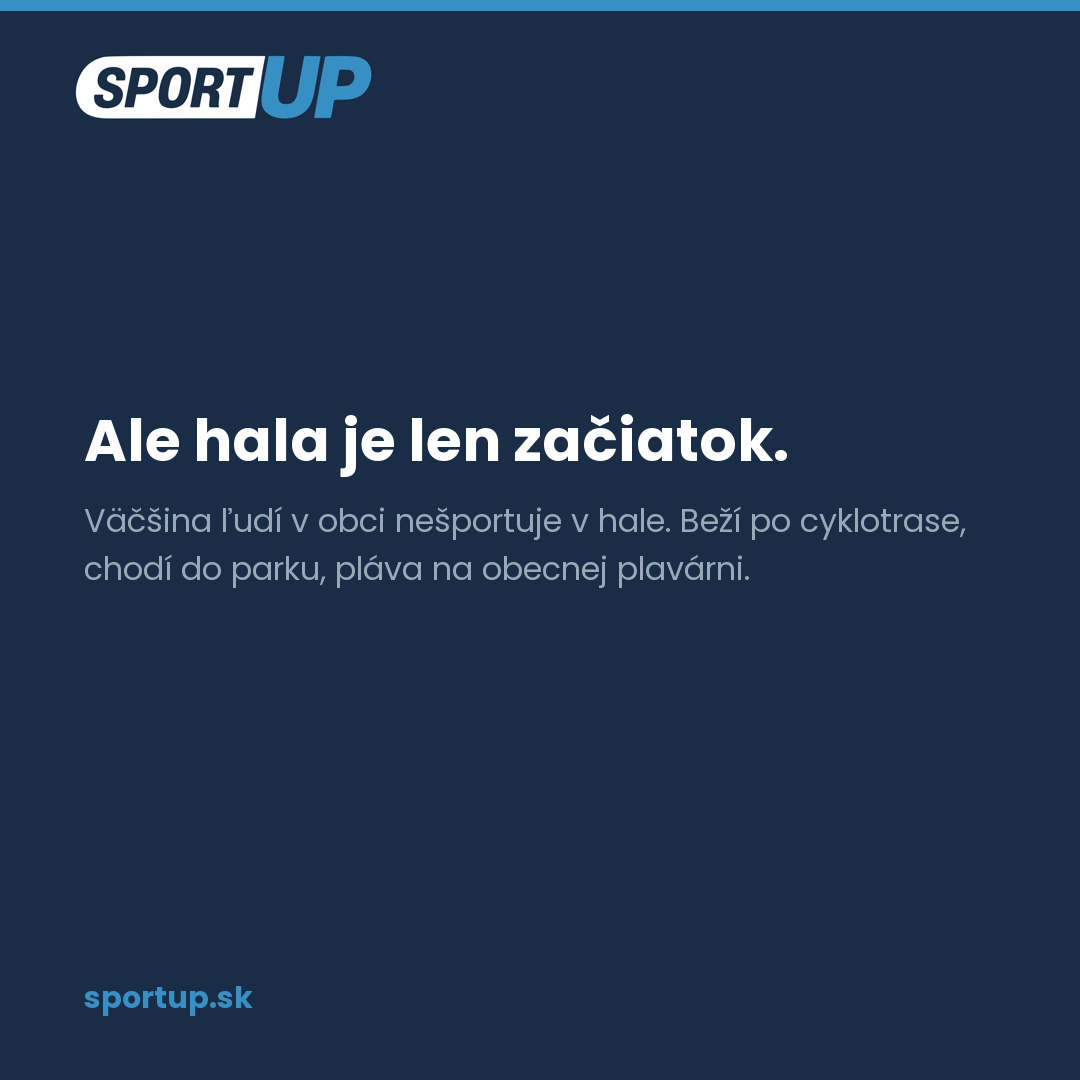 SPORTUP
Ale hala je len začiatok.
Väčšina ľudí v obci nešportuje v hale. Beží po cyklotrase,
chodí do parku, pláva na obecnej plavárni.
sportup.sk